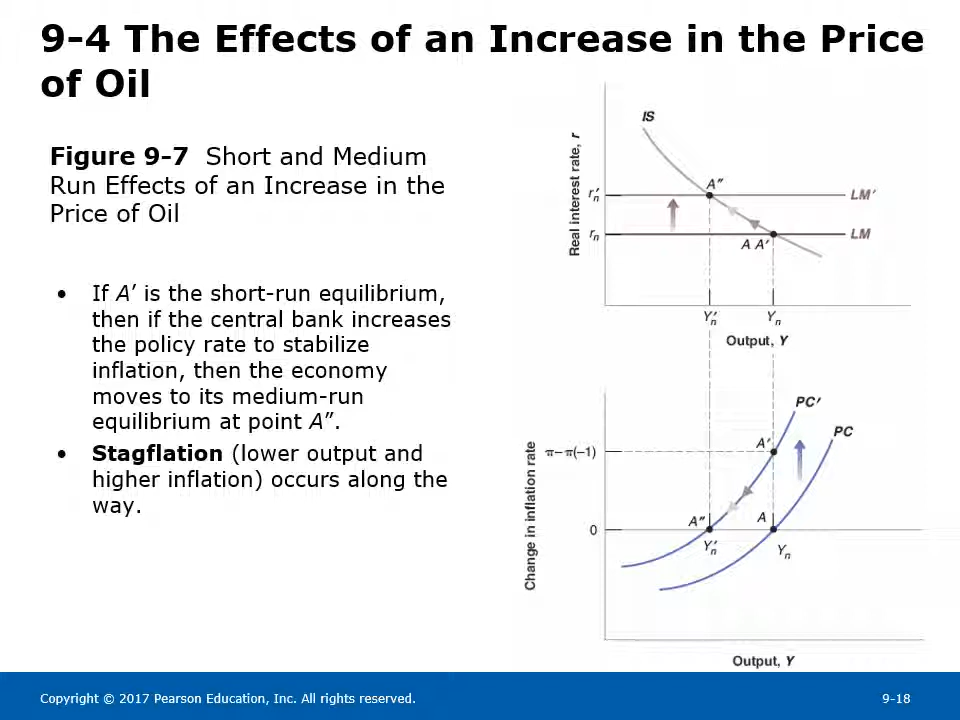 9-4 The Effects of an Increase in the Price
of Oil
Figure 9-7 Short and Medium
Run Effects of an Increase in the
Price of Oil
• If A′ is the short-run equilibrium,
then if the central bank increases
the policy rate to stabilize
inflation, then the economy
moves to its medium-run
equilibrium at point A″.
• Stagflation (lower output and
higher inflation) occurs along the
way.
IS
Real interest rate, r
A″
r′n
LM′
rn
A A′
LM
Y′n
Yn
Output, Y
PC′
PC
Change in inflation rate
π−π(−1)
A′
A″
A
0
Y′n
Yn
Output, Y
Copyright © 2017 Pearson Education, Inc. All rights reserved.
9-18